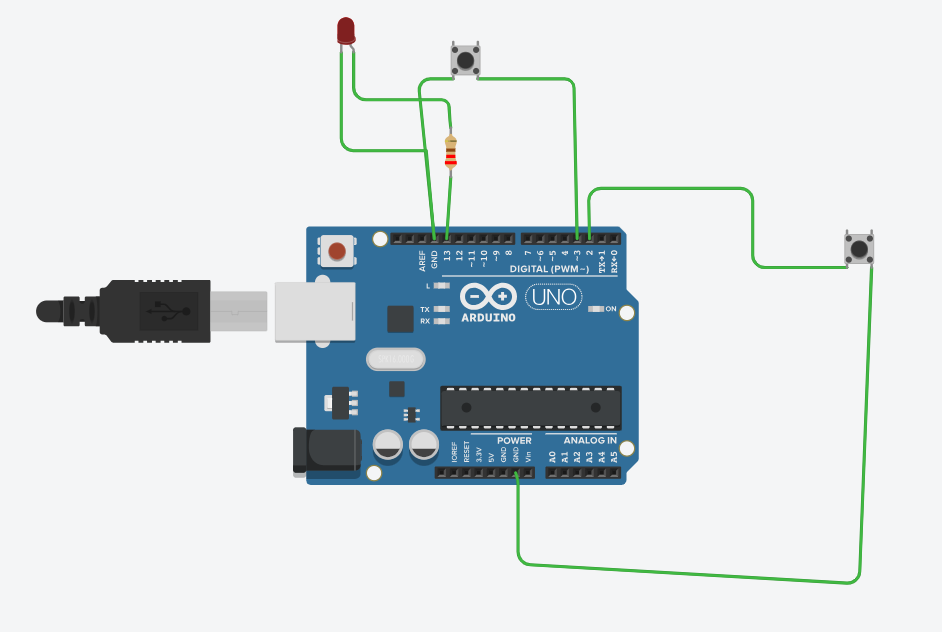 AREF
GND
13
12
~11
~10
~9
8
7
~6
~5
4
~3
2
TX→1
RX←0
DIGITAL (PWM~)
L
TX
RX
ARDUINO
UNO
ON
POWER
ANALOG IN
IOREF
RESET
3.3V
5V
GND
GND
Vin
A0
A1
A2
A3
A4
A5